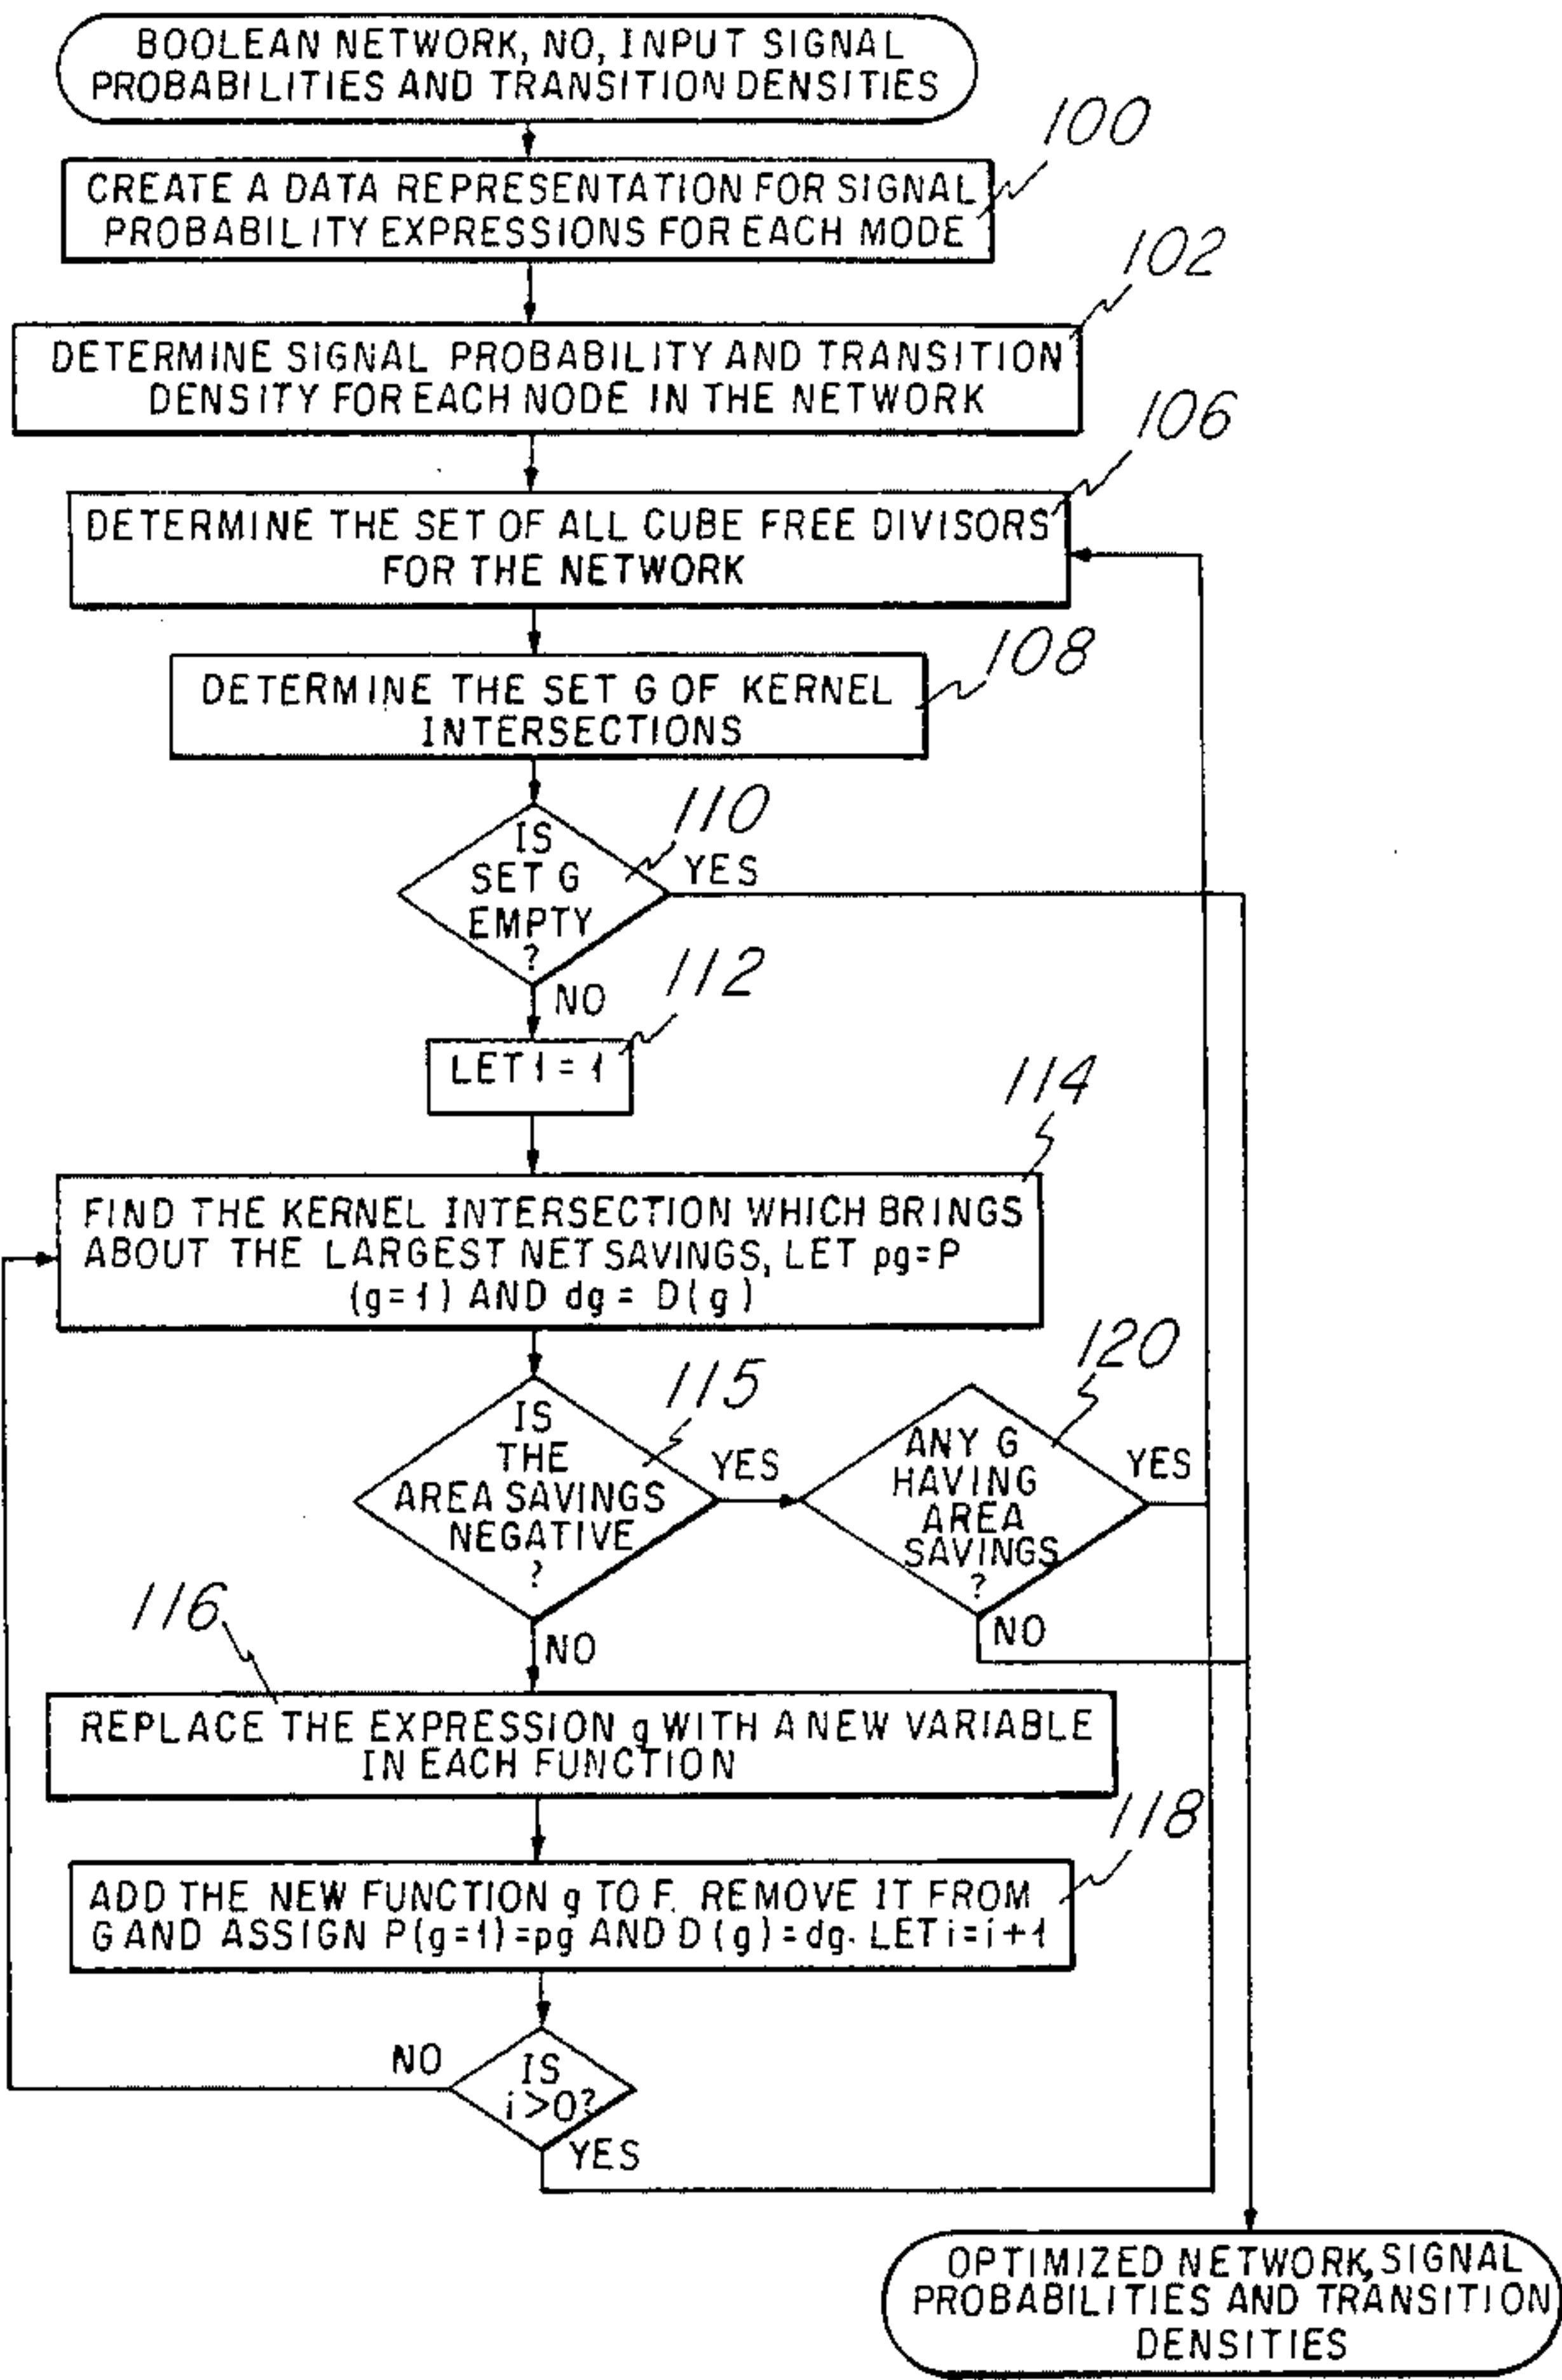 BOOLEAN NETWORK, NO, INPUT SIGNAL
PROBABILITIES AND TRANSITION DENSITIES
100
CREATE A DATA REPRESENTATION FOR SIGNAL
PROBABILITY EXPRESSIONS FOR EACH MODE
102
DETERMINE SIGNAL PROBABILITY AND TRANSITION
DENSITY FOR EACH NODE IN THE NETWORK
106
DETERMINE THE SET OF ALL CUBE FREE DIVISORS
FOR THE NETWORK
108
DETERMINE THE SET G OF KERNEL
INTERSECTIONS
110
IS
SET G
EMPTY
?
YES
NO
112
LET 1 = 1
114
FIND THE KERNEL INTERSECTION WHICH BRINGS
ABOUT THE LARGEST NET SAVINGS, LET pg=P
(g=1) AND dg = D(g)
115
IS
THE
AREA SAVINGS
NEGATIVE
?
YES
NO
120
ANY G
HAVING
AREA
SAVINGS
?
YES
NO
116
REPLACE THE EXPRESSION g WITH A NEW VARIABLE
IN EACH FUNCTION
118
ADD THE NEW FUNCTION g TO F. REMOVE IT FROM
G AND ASSIGN P(g=1)=pg AND D(g)=dg. LET i=i+1
NO
IS
i>0?
YES
OPTIMIZED NETWORK, SIGNAL
PROBABILITIES AND TRANSITION
DENSITIES